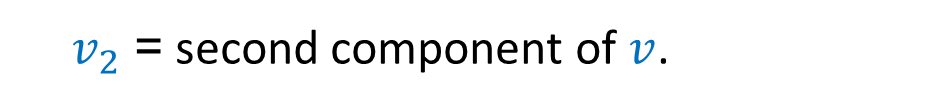 v₂ = second component of v.